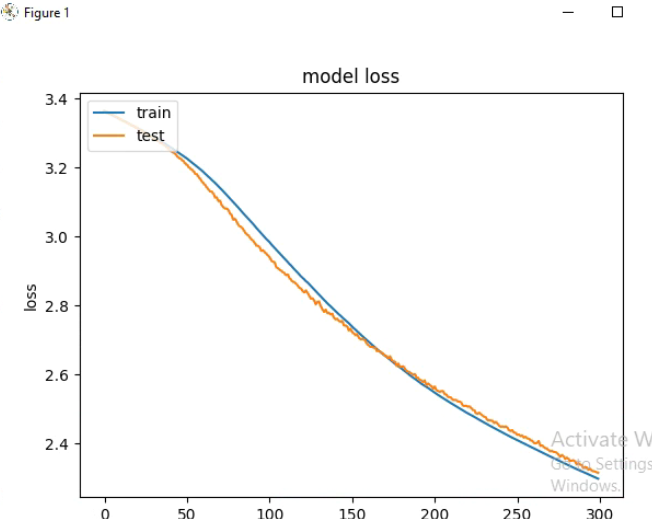 Figure 1
model loss
train
test
3.4
3.2
3.0
2.8
2.6
2.4
loss
0 50 100 150 200 250 300
Activate W
Go to Settings
Windows.